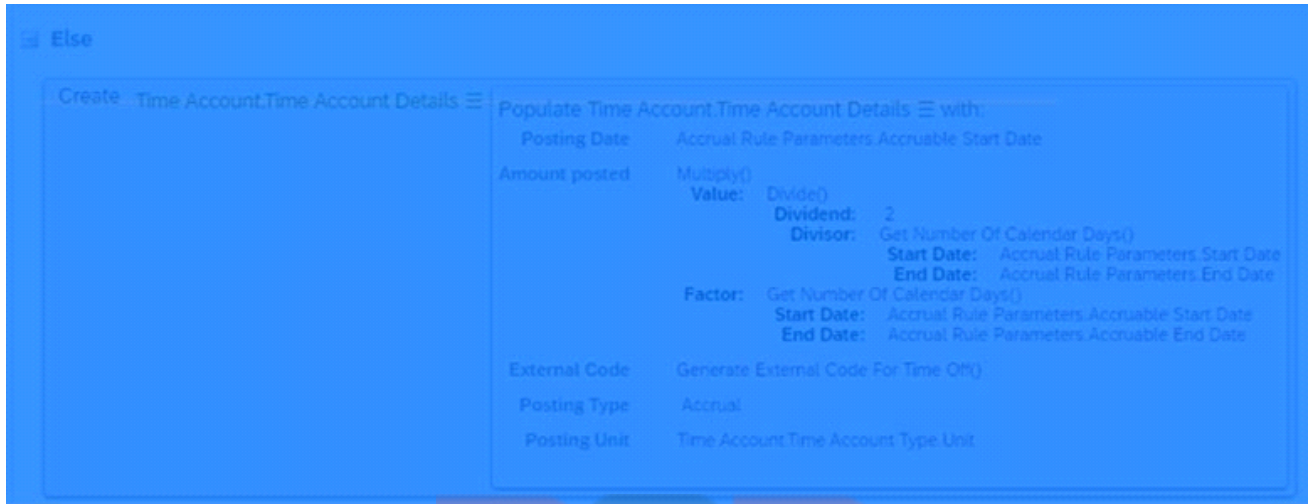 Else
Create Time Account.Time Account Details ☰
Populate Time Account.Time Account Details ☰ with:
Posting Date Accrual Rule Parameters.Accruable Start Date
Amount posted Multiply()
Value: Divide()
Dividend: 2
Divisor: Get Number Of Calendar Days()
Start Date: Accrual Rule Parameters.Start Date
End Date: Accrual Rule Parameters.End Date
Factor: Get Number Of Calendar Days()
Start Date: Accrual Rule Parameters.Accruable Start Date
End Date: Accrual Rule Parameters.Accruable End Date
External Code Generate External Code For Time Off()
Posting Type Accrual
Posting Unit Time Account.Time Account Type.Unit